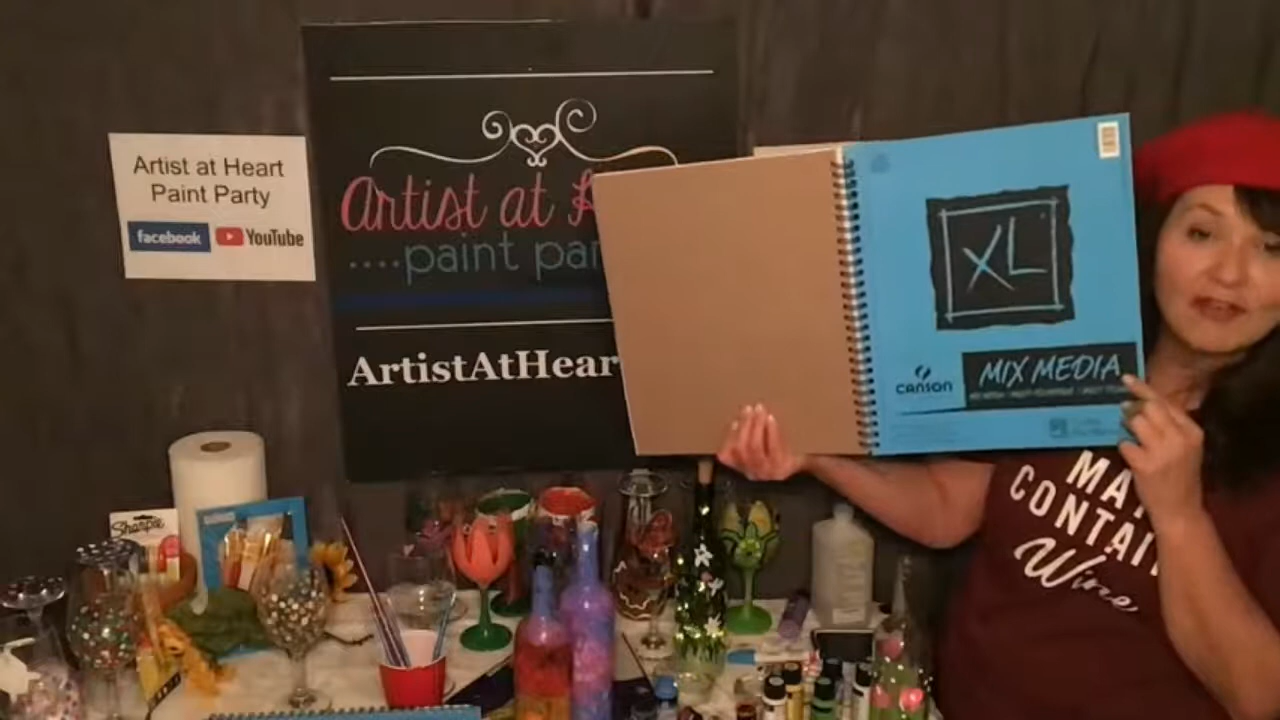 Artist at Heart
Paint Party
facebook YouTube
Artist at
....paint par
ArtistAtHear
XL
CANSON
MIX MEDIA
MAY
CONTAI
Wine
Sharpie